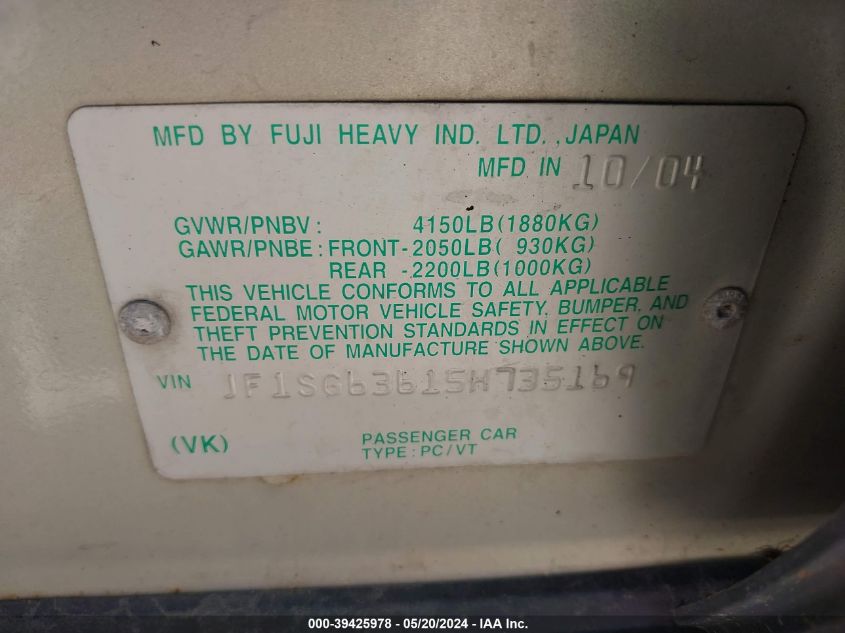 MFD BY FUJI HEAVY IND. LTD., JAPAN
MFD IN 10/04
GVWR/PNBV: 4150LB(1880KG)
GAWR/PNBE: FRONT-2050LB( 930KG)
REAR -2200LB(1000KG)
THIS VEHICLE CONFORMS TO ALL APPLICABLE
FEDERAL MOTOR VEHICLE SAFETY, BUMPER, AND
THEFT PREVENTION STANDARDS IN EFFECT ON
THE DATE OF MANUFACTURE SHOWN ABOVE.
VIN JF1SG63615H735169
(VK) PASSENGER CAR
TYPE: PC/VT
000-39425978 - 05/20/2024 - IAA Inc.